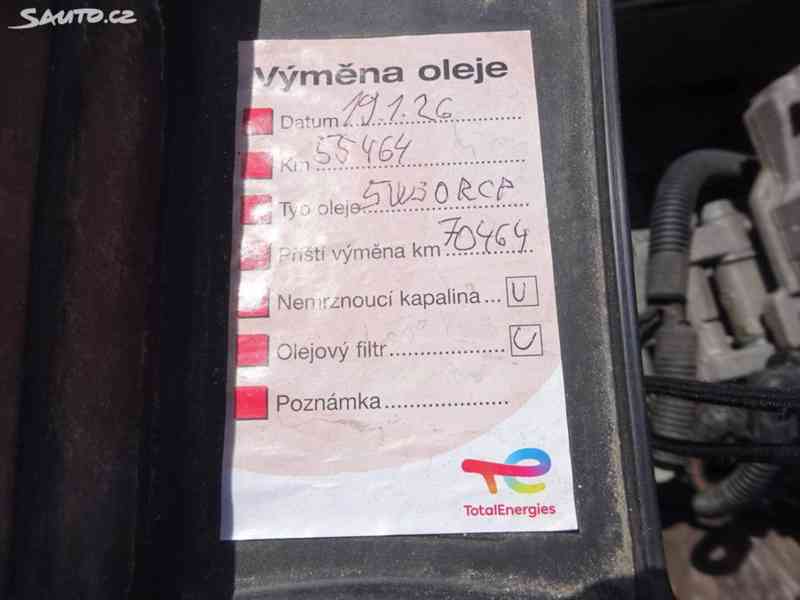 SAUTO.CZ
Výměna oleje
Datum 19.1.26
Km 55464
Typ oleje 5W30RCP
Příští výměna km 70464
Nemrznoucí kapalina... U
Olejový filtr................... U
Poznámka....................
TotalEnergies